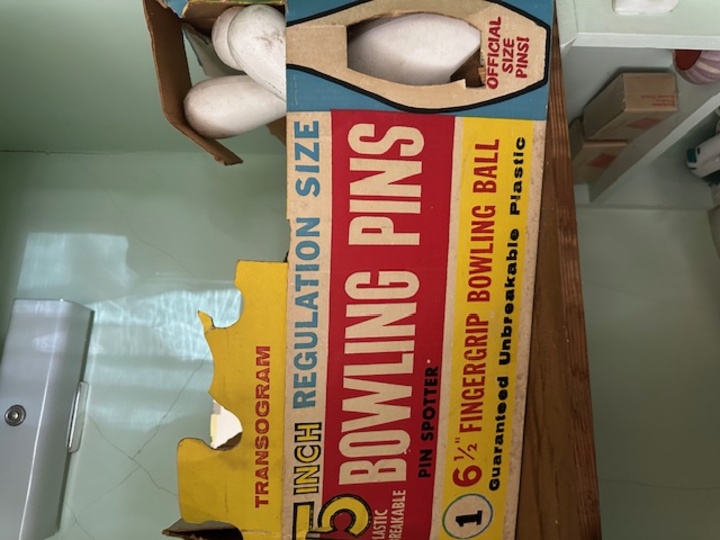 OFFICIAL
SIZE
PINS!
TRANSOGRAM
5 INCH REGULATION SIZE
BOWLING PINS
PIN SPOTTER
1 6½" FINGERGRIP BOWLING BALL
Guaranteed Unbreakable Plastic